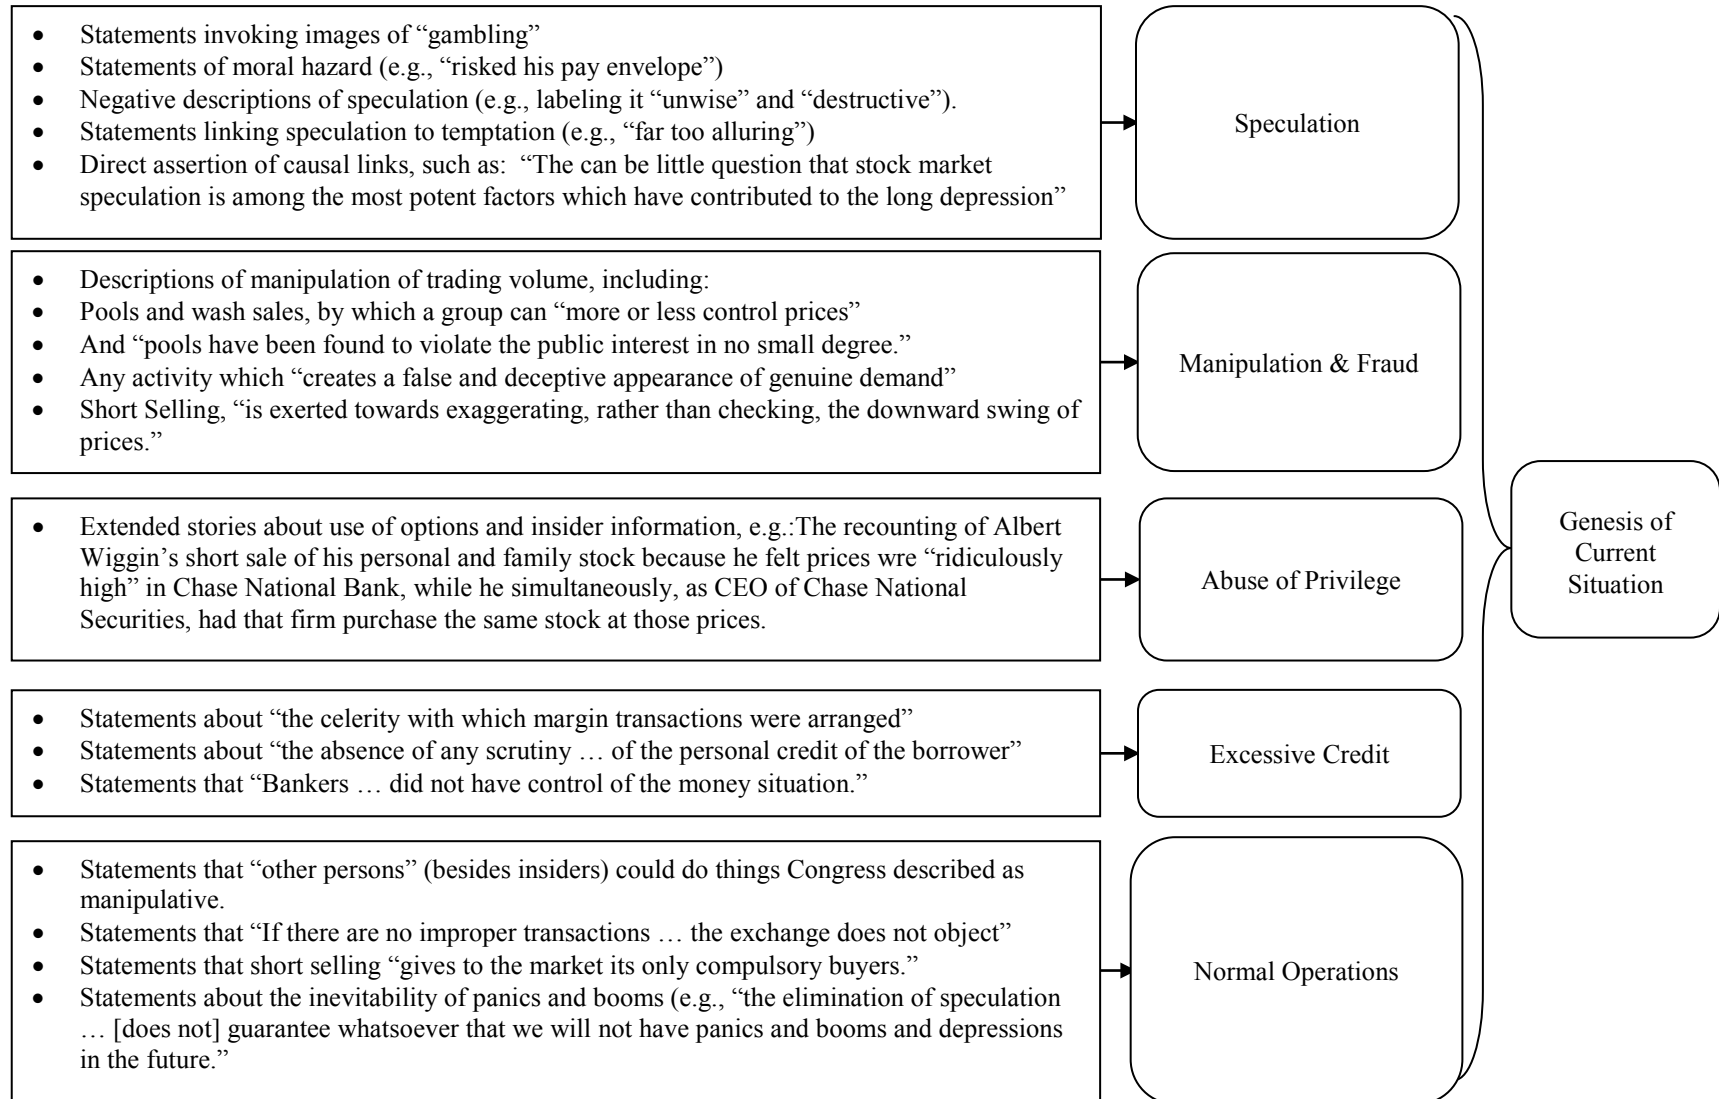 • Statements invoking images of “gambling”
• Statements of moral hazard (e.g., “risked his pay envelope”)
• Negative descriptions of speculation (e.g., labeling it “unwise” and “destructive”).
• Statements linking speculation to temptation (e.g., “far too alluring”)
• Direct assertion of causal links, such as:  “The can be little question that stock market
speculation is among the most potent factors which have contributed to the long depression”
Speculation
• Descriptions of manipulation of trading volume, including:
• Pools and wash sales, by which a group can “more or less control prices”
• And “pools have been found to violate the public interest in no small degree.”
• Any activity which “creates a false and deceptive appearance of genuine demand”
• Short Selling, “is exerted towards exaggerating, rather than checking, the downward swing of
prices.”
Manipulation & Fraud
• Extended stories about use of options and insider information, e.g.:The recounting of Albert
Wiggin’s short sale of his personal and family stock because he felt prices wre “ridiculously
high” in Chase National Bank, while he simultaneously, as CEO of Chase National
Securities, had that firm purchase the same stock at those prices.
Abuse of Privilege
• Statements about “the celerity with which margin transactions were arranged”
• Statements about “the absence of any scrutiny … of the personal credit of the borrower”
• Statements that “Bankers … did not have control of the money situation.”
Excessive Credit
• Statements that “other persons” (besides insiders) could do things Congress described as
manipulative.
• Statements that “If there are no improper transactions … the exchange does not object”
• Statements that short selling “gives to the market its only compulsory buyers.”
• Statements about the inevitability of panics and booms (e.g., “the elimination of speculation
… [does not] guarantee whatsoever that we will not have panics and booms and depressions
in the future.”
Normal Operations
Genesis of
Current
Situation